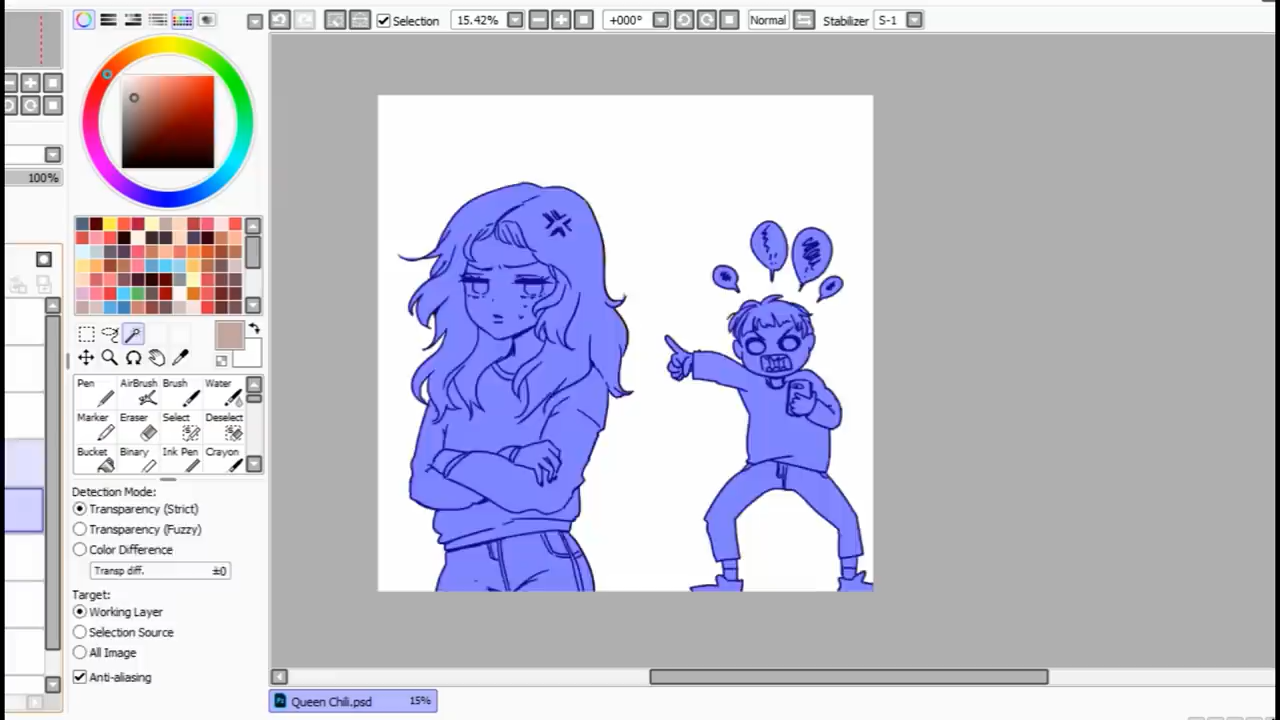 Selection 15.42% +000° Normal Stabilizer S-1
100%
Pen AirBrush Brush Water
Marker Eraser Select Deselect
Bucket Binary Ink Pen Crayon
Detection Mode:
Transparency (Strict)
Transparency (Fuzzy)
Color Difference
Transp diff. ±0
Target:
Working Layer
Selection Source
All Image
Anti-aliasing
Queen Chili.psd 15%